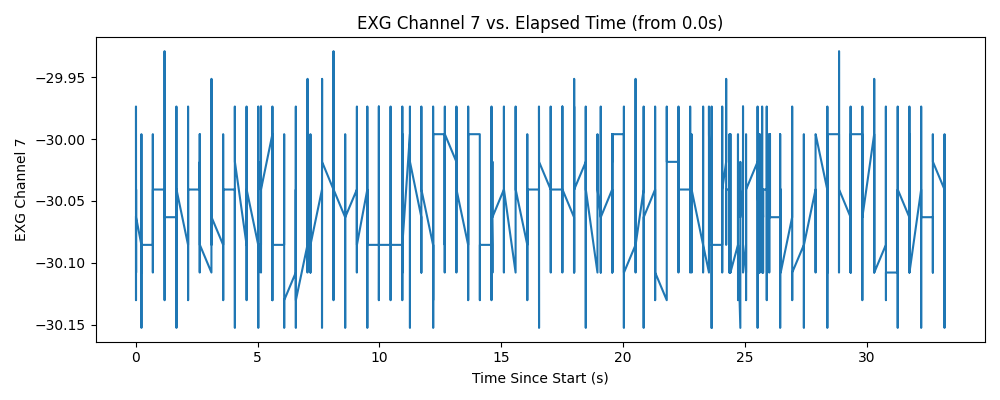 EXG Channel 7 vs. Elapsed Time (from 0.0s)
EXG Channel 7
−29.95
−30.00
−30.05
−30.10
−30.15
0 5 10 15 20 25 30
Time Since Start (s)